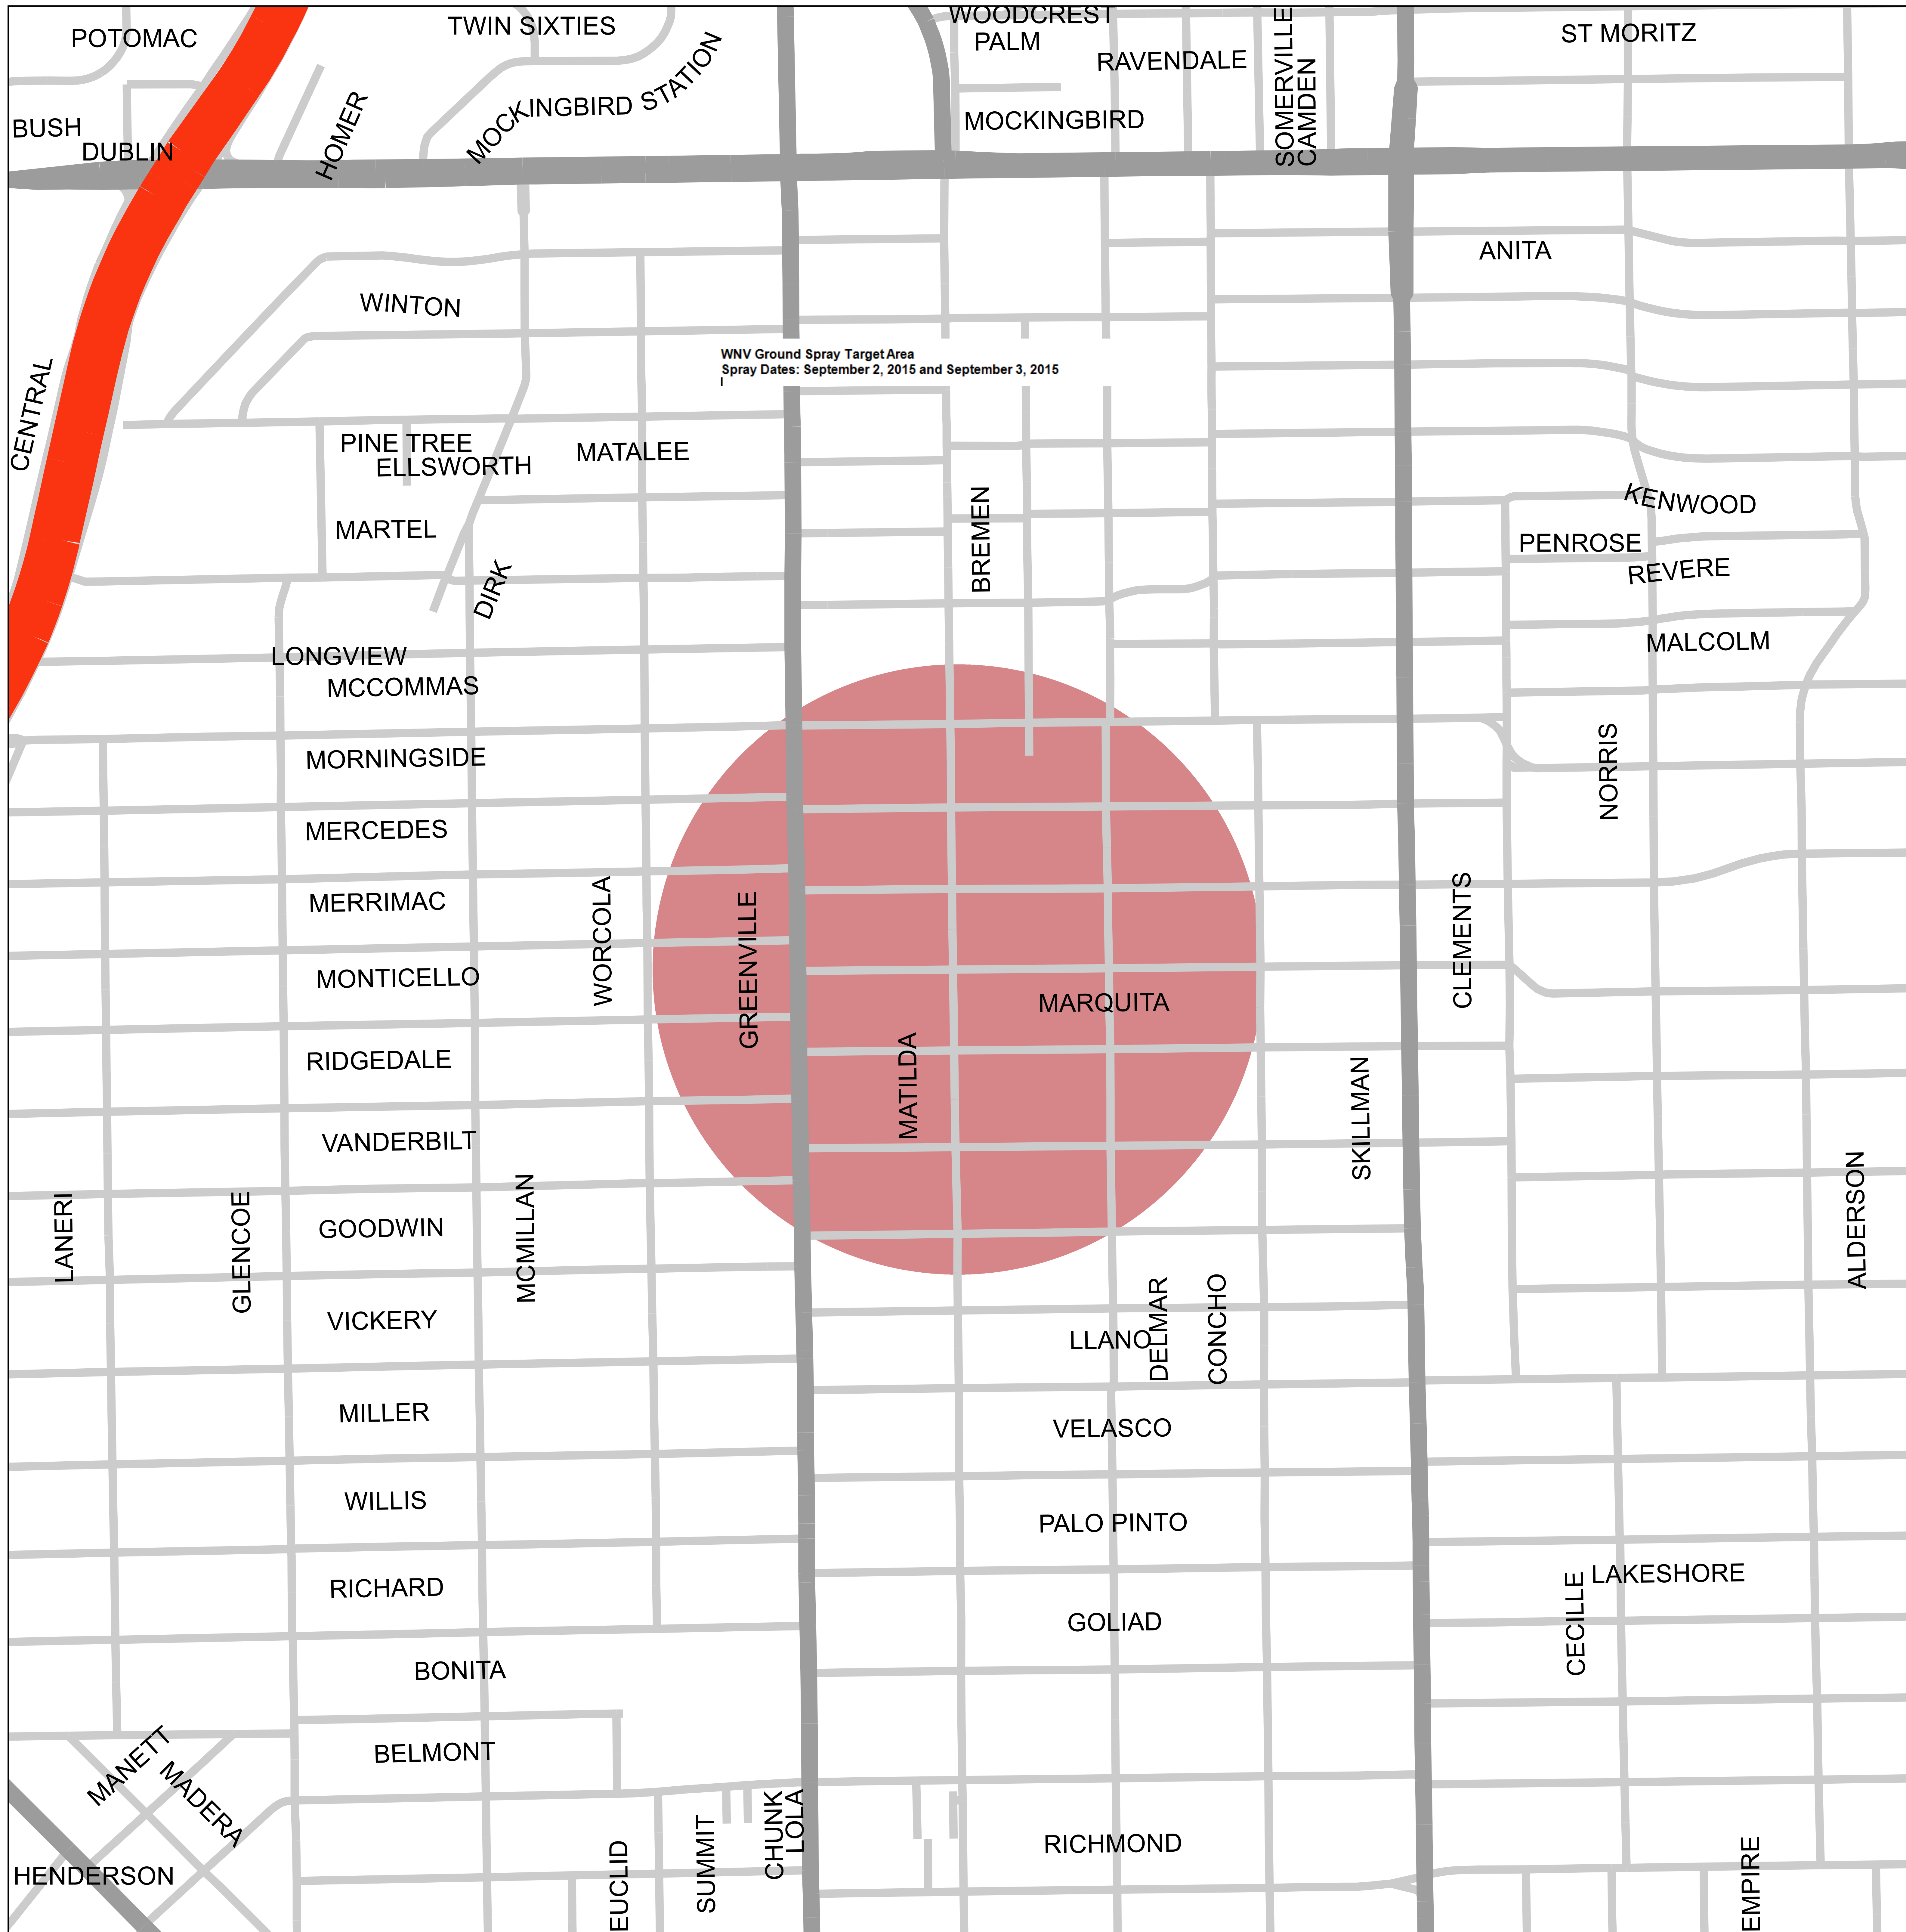 WOODCREST
TWIN SIXTIES
POTOMAC
PALM
ST MORITZ
RAVENDALE
SOMERVILLE
CAMDEN
MOCKINGBIRD STATION
HOMER
BUSH
MOCKINGBIRD
DUBLIN
ANITA
WINTON
WNV Ground Spray Target Area
Spray Dates: September 2, 2015 and September 3, 2015
CENTRAL
PINE TREE
MATALEE
ELLSWORTH
KENWOOD
MARTEL
BREMEN
PENROSE
REVERE
DIRK
MALCOLM
LONGVIEW
MCCOMMAS
MORNINGSIDE
NORRIS
MERCEDES
MERRIMAC
WORCOLA
GREENVILLE
CLEMENTS
MONTICELLO
MARQUITA
RIDGEDALE
MATILDA
SKILLMAN
VANDERBILT
LANERI
GLENCOE
GOODWIN
MCMILLAN
ALDERSON
VICKERY
LLANO
DELMAR
CONCHO
MILLER
VELASCO
WILLIS
PALO PINTO
RICHARD
LAKESHORE
CECILLE
GOLIAD
BONITA
BELMONT
MANETT
MADERA
CHUNK
LOLA
RICHMOND
SUMMIT
EUCLID
HENDERSON
EMPIRE